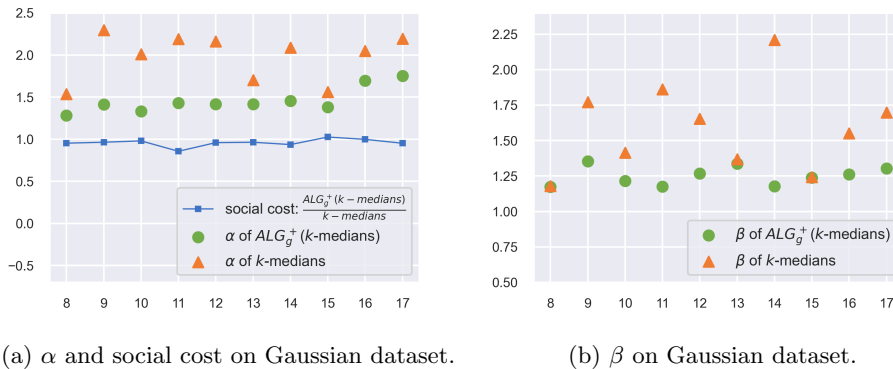 2.5
2.0
1.5
1.0
0.5
0.0
−0.5
social cost: ALG_g^+(k − medians) / k − medians
α of ALG_g^+(k-medians)
α of k-medians
8 9 10 11 12 13 14 15 16 17
(a) α and social cost on Gaussian dataset.
2.25
2.00
1.75
1.50
1.25
1.00
0.75
0.50
β of ALG_g^+(k-medians)
β of k-medians
8 9 10 11 12 13 14 15 16 17
(b) β on Gaussian dataset.